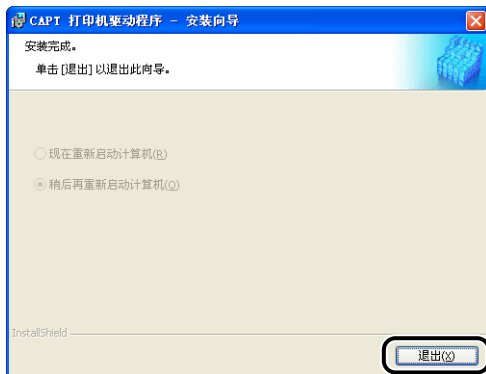 CAPT 打印机驱动程序 - 安装向导
安装完成。
单击 [退出] 以退出此向导。
现在重新启动计算机(R)
稍后再重新启动计算机(O)
InstallShield
退出(X)